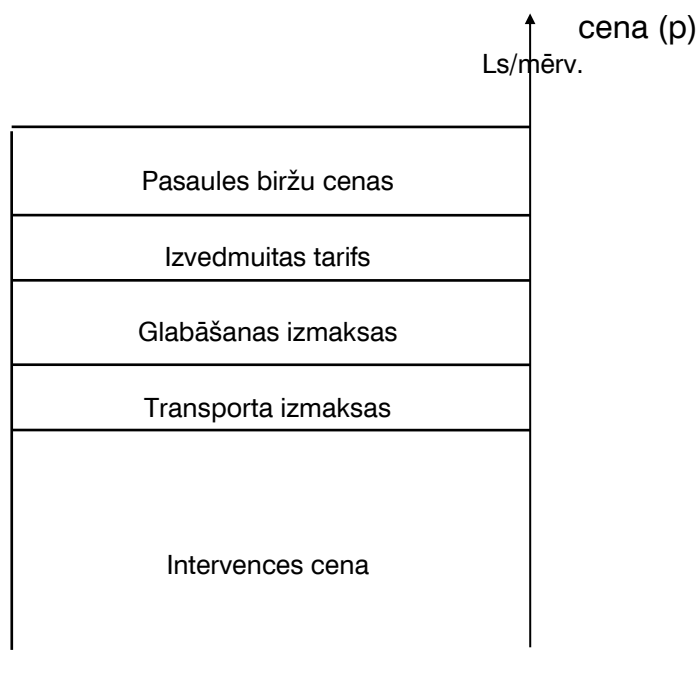 cena (p)
Ls/mērv.
Pasaules biržu cenas
Izvedmuitas tarifs
Glabāšanas izmaksas
Transporta izmaksas
Intervences cena